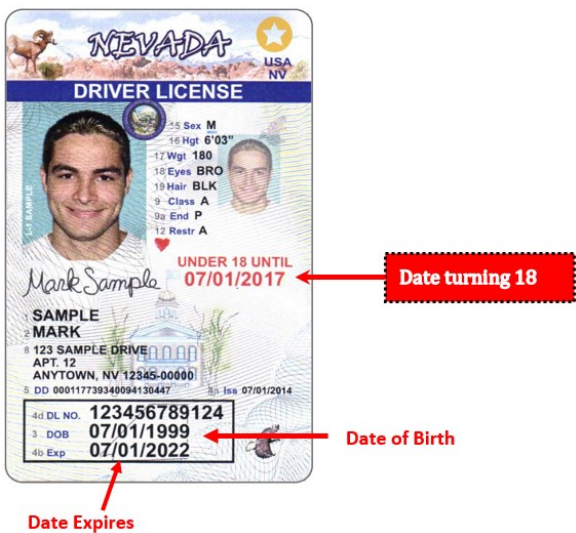 NEVADA
USA
NV
DRIVER LICENSE
15 Sex M
16 Hgt 6'03"
17 Wgt 180
18 Eyes BRO
19 Hair BLK
9 Class A
9a End P
12 Restr A
L-1 SAMPLE
UNDER 18 UNTIL
07/01/2017
Date turning 18
Mark Sample
1 SAMPLE
2 MARK
8 123 SAMPLE DRIVE
APT. 12
ANYTOWN, NV 12345-00000
5 DD 000117739340094130447
4a Iss 07/01/2014
4d DL NO. 123456789124
3 DOB 07/01/1999
Date of Birth
4b Exp 07/01/2022
Date Expires